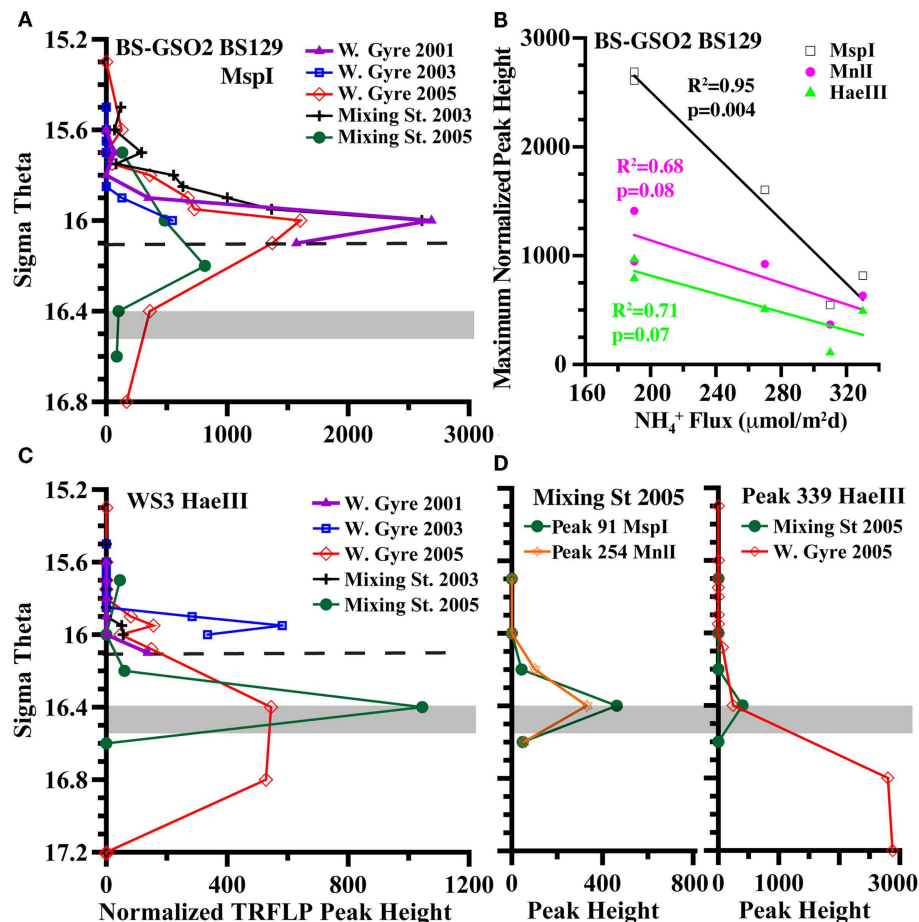 A
BS-GSO2 BS129
MspI
W. Gyre 2001
W. Gyre 2003
W. Gyre 2005
Mixing St. 2003
Mixing St. 2005
15.2
15.6
16
16.4
16.8
Sigma Theta
0
1000
2000
3000
B
BS-GSO2 BS129
MspI
MnlI
HaeIII
R²=0.95
p=0.004
R²=0.68
p=0.08
R²=0.71
p=0.07
3000
2500
2000
1500
1000
500
0
Maximum Normalized Peak Height
160
200
240
280
320
NH₄⁺ Flux (μmol/m²d)
C
WS3 HaeIII
W. Gyre 2001
W. Gyre 2003
W. Gyre 2005
Mixing St. 2003
Mixing St. 2005
15.2
15.6
16
16.4
16.8
17.2
Sigma Theta
0
400
800
1200
Normalized TRFLP Peak Height
D
Mixing St 2005
Peak 91 MspI
Peak 254 MnlI
0
400
800
Peak Height
Peak 339 HaeIII
Mixing St 2005
W. Gyre 2005
0
1000
3000
Peak Height